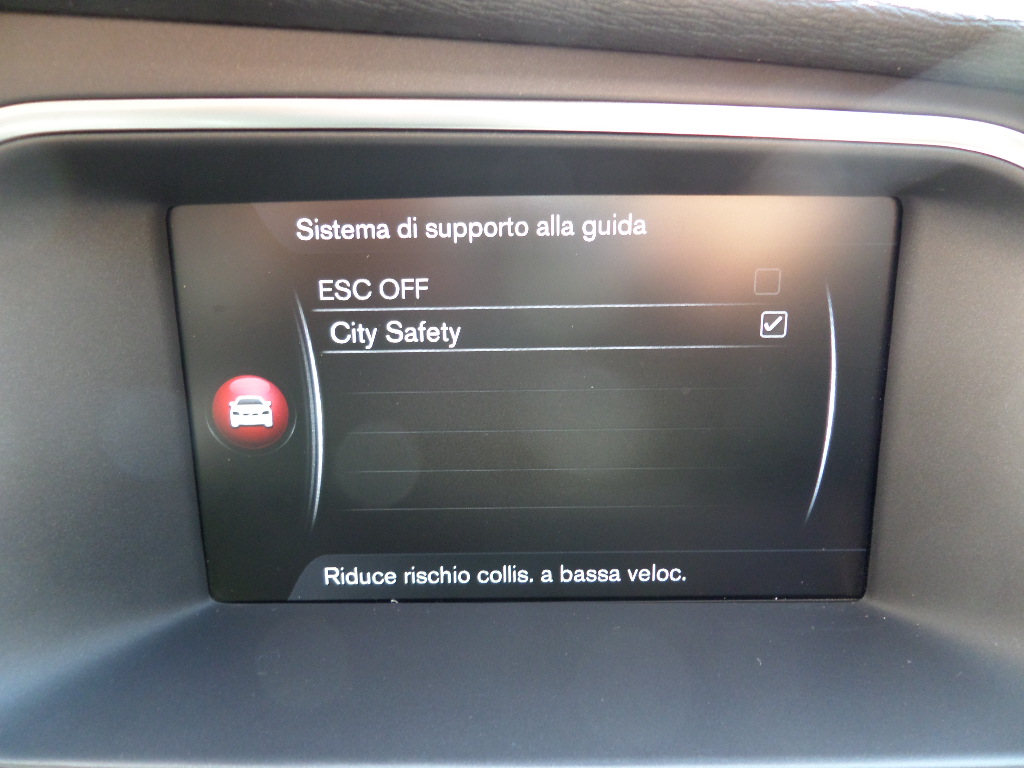 Sistema di supporto alla guida
ESC OFF
City Safety
Riduce rischio collis. a bassa veloc.